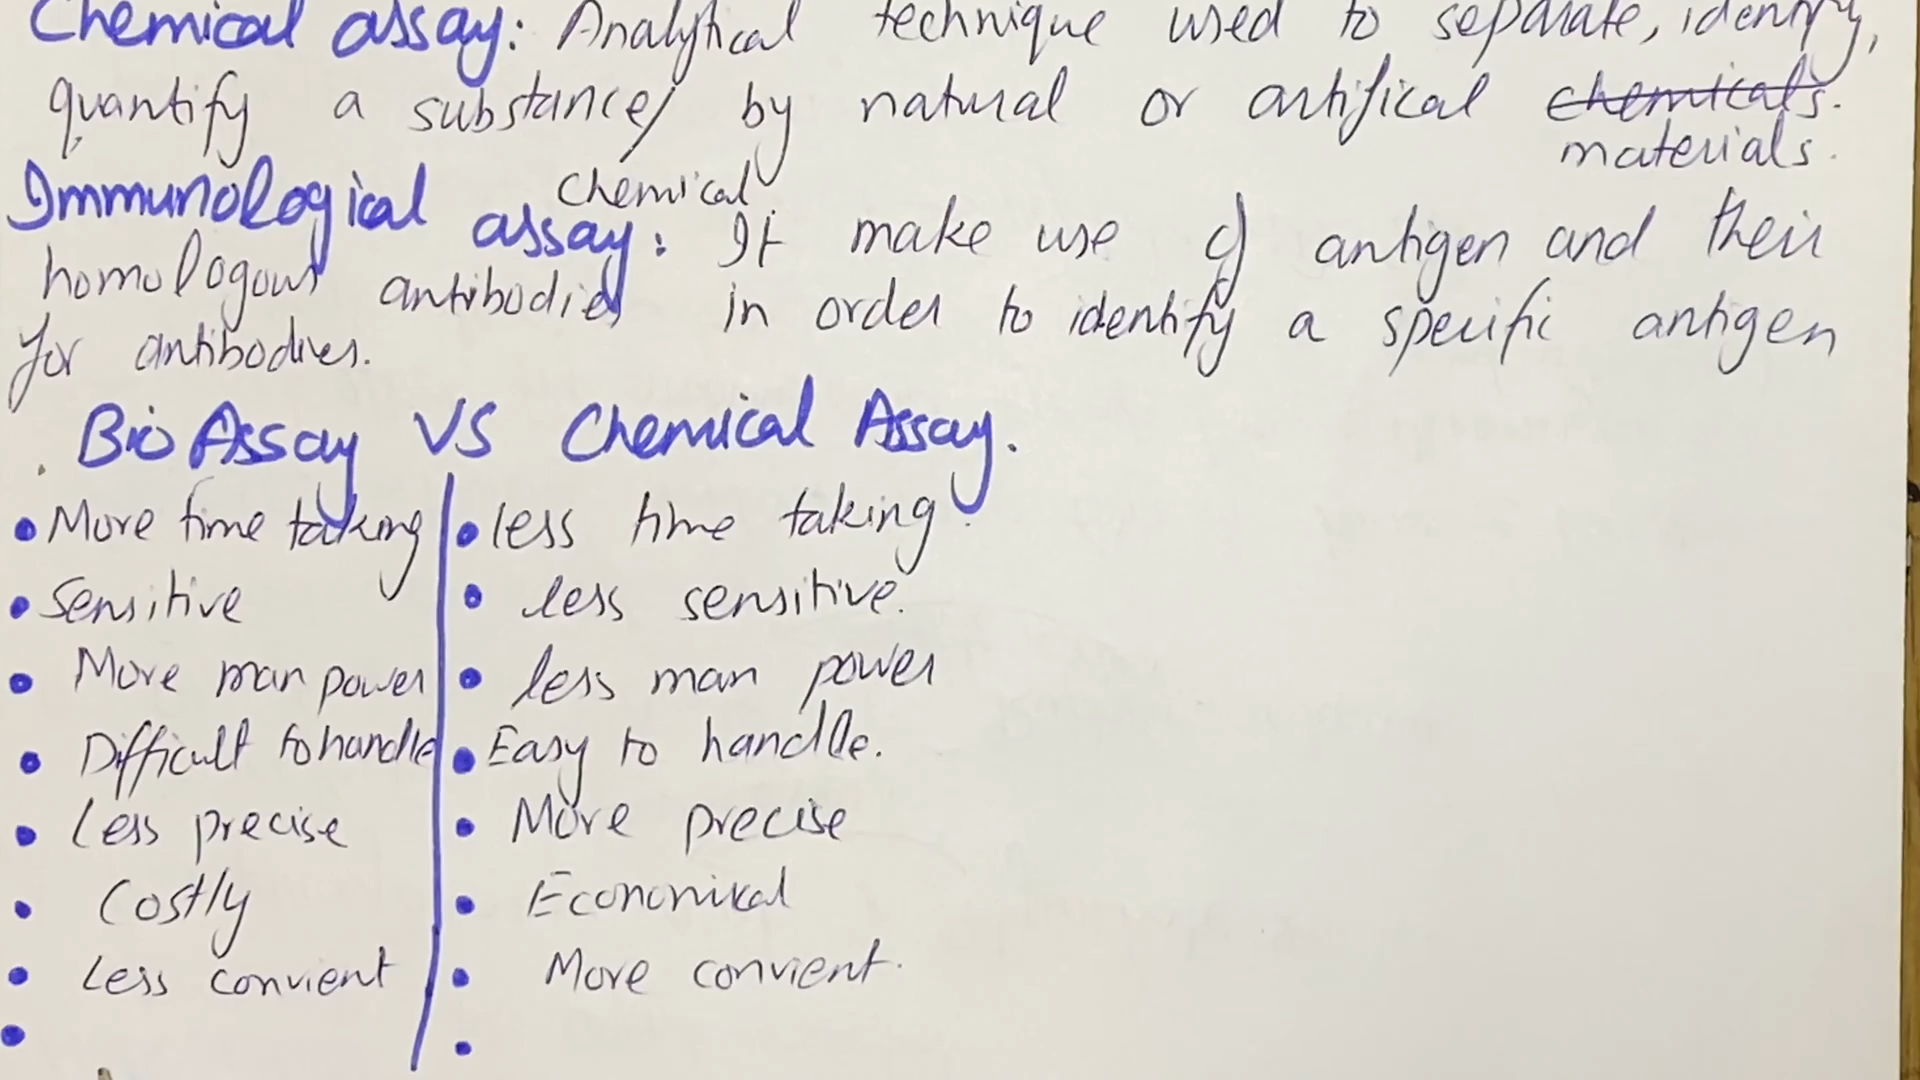 Chemical assay: Analytical technique used to separate, identify,
quantify a substance/ by natural or artifical chemicals.
materials.
chemical
Immunological assay: It make use of antigen and their
homologous antibodies in order to identify a specific antigen
for antibodies.
Bio Assay VS Chemical Assay.
• More time taking • less time taking
• Sensitive • less sensitive.
• More man power • less man power
• Difficult to handle • Easy to handle.
• Less precise • More precise
• Costly • Economical
• Less convient • More convient.
• •